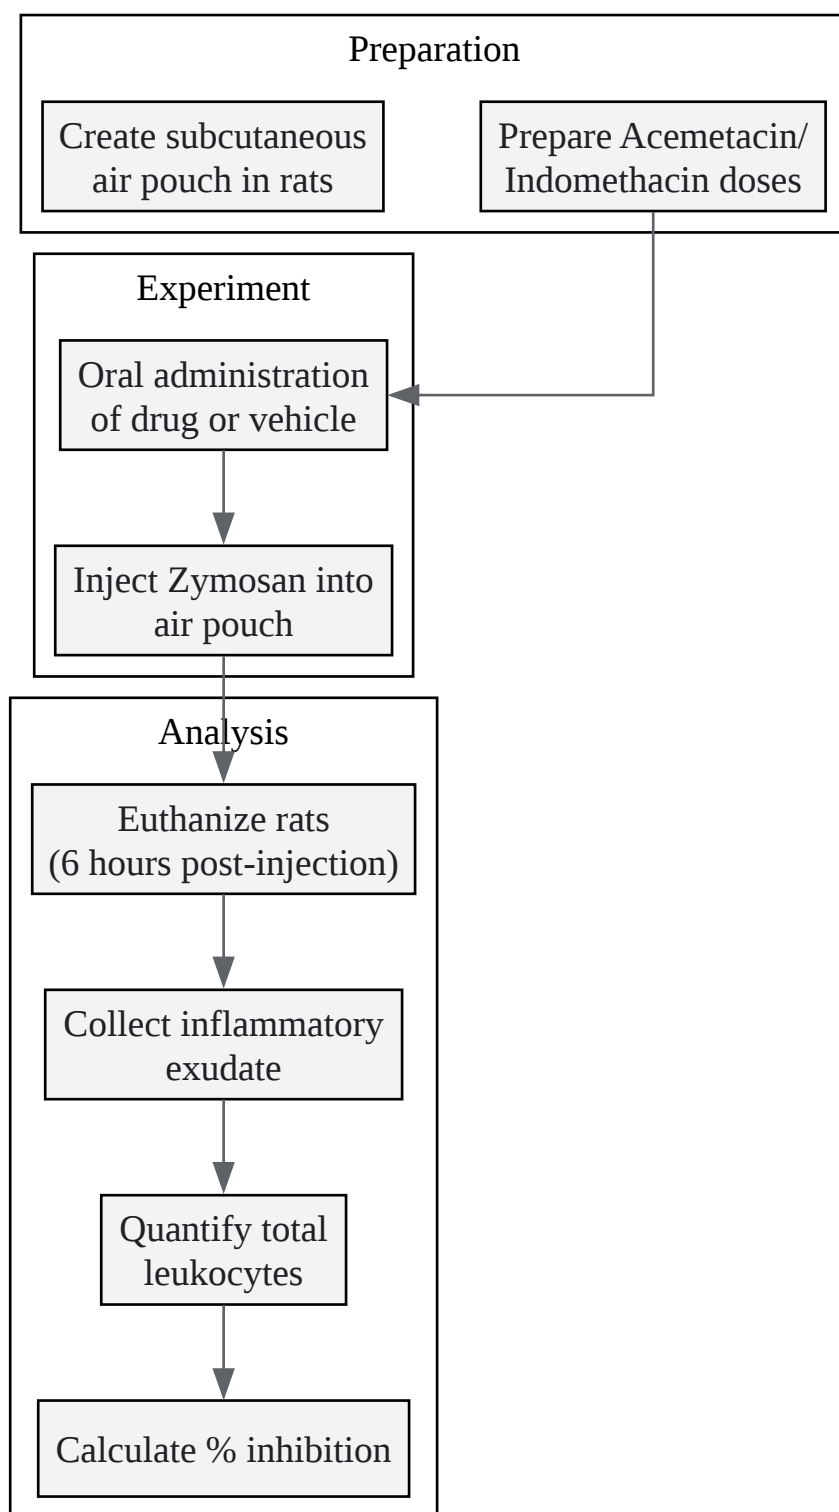 Preparation
Create subcutaneous
air pouch in rats
Prepare Acemetacin/
Indomethacin doses
Experiment
Oral administration
of drug or vehicle
Inject Zymosan into
air pouch
Analysis
Euthanize rats
(6 hours post-injection)
Collect inflammatory
exudate
Quantify total
leukocytes
Calculate % inhibition